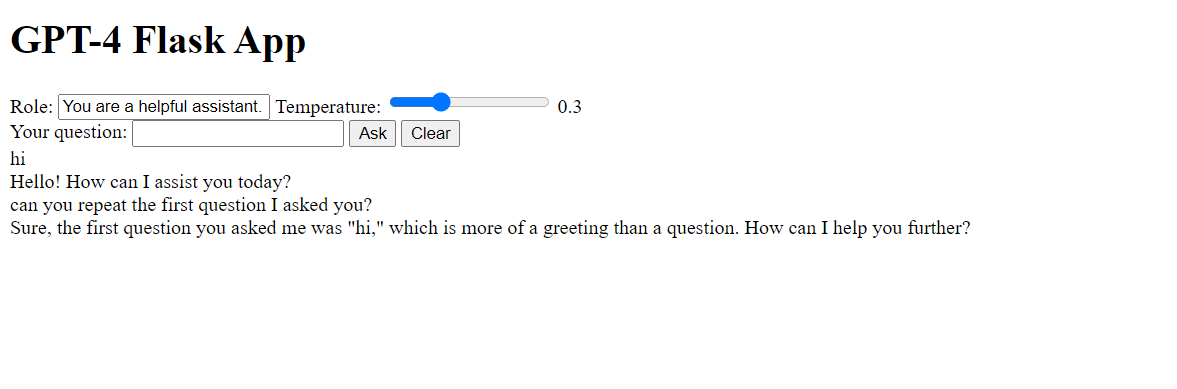 GPT-4 Flask App
Role: You are a helpful assistant. Temperature: 0.3
Your question: Ask Clear
hi
Hello! How can I assist you today?
can you repeat the first question I asked you?
Sure, the first question you asked me was "hi," which is more of a greeting than a question. How can I help you further?